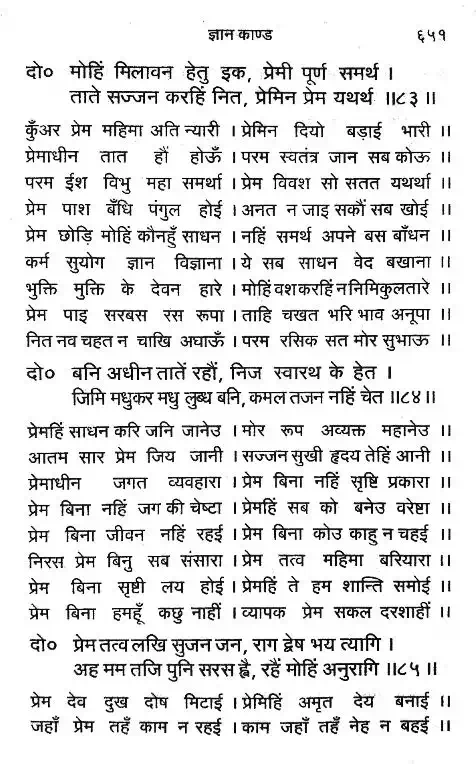 ज्ञान काण्ड ६५१
दो० मोहिं मिलावन हेतु इक, प्रेमी पूर्ण समर्थ ।
ताते सज्जन करहिं नित, प्रेमिन प्रेम यथर्थ ॥८३॥
कुँअर प्रेम महिमा अति न्यारी । प्रेमिन दियो बड़ाई भारी ॥
प्रेमाधीन तात हौं होऊँ । परम स्वतंत्र जान सब कोऊ ॥
परम ईश विभु महा समर्था । प्रेम विवश सो सतत यथर्था ॥
प्रेम पाश बँधि पंगुल होई । अनत न जाइ सकौं सब खोई ॥
प्रेम छोड़ि मोहिं कौनहुँ साधन । नहिं समर्थ अपने बस बाँधन ॥
कर्म सुयोग ज्ञान विज्ञाना । ये सब साधन वेद बखाना ॥
भुक्ति मुक्ति के देवन हारे । मोहिं वश करहिं न निमिकुलतारे ॥
प्रेम पाइ सरबस रस रूपा । ताहि चखत भरि भाव अनूपा ॥
नित नव चहत न चाखि अघाऊँ । परम रसिक सत मोर सुभाऊ ॥
दो० बनि अधीन तातें रहौं, निज स्वारथ के हेत ।
जिमि मधुकर मधु लुब्ध बनि, कमल तजन नहिं चेत ॥८४॥
प्रेमहिं साधन करि जनि जानेउ । मोर रूप अव्यक्त महानेउ ॥
आतम सार प्रेम जिय जानी । सज्जन सुखी हृदय तेहिं आनी ॥
प्रेमाधीन जगत व्यवहारा । प्रेम बिना नहिं सृष्टि प्रकारा ॥
प्रेम बिना नहिं जग की चेष्टा । प्रेमहिं सब को बनेउ वरेष्टा ॥
प्रेम बिना जीवन नहिं रहई । प्रेम बिना कोउ काहु न चहई ॥
निरस प्रेम बिनु सब संसारा । प्रेम तत्व महिमा बरियारा ॥
प्रेम बिना सृष्टी लय होई । प्रेमहिं ते हम शान्ति समोई ॥
प्रेम बिना हमहूँ कछु नाहीं । व्यापक प्रेम सकल दरशाहीं ॥
दो० प्रेम तत्व लखि सुजन जन, राग द्वेष भय त्यागि ।
अह मम तजि पुनि सरस ह्वै, रहैं मोहिं अनुरागि ॥८५॥
प्रेम देव दुख दोष मिटाई । प्रेमिहिं अमृत देय बनाई ॥
जहाँ प्रेम तहँ काम न रहई । काम जहाँ तहँ नेह न बहई ॥